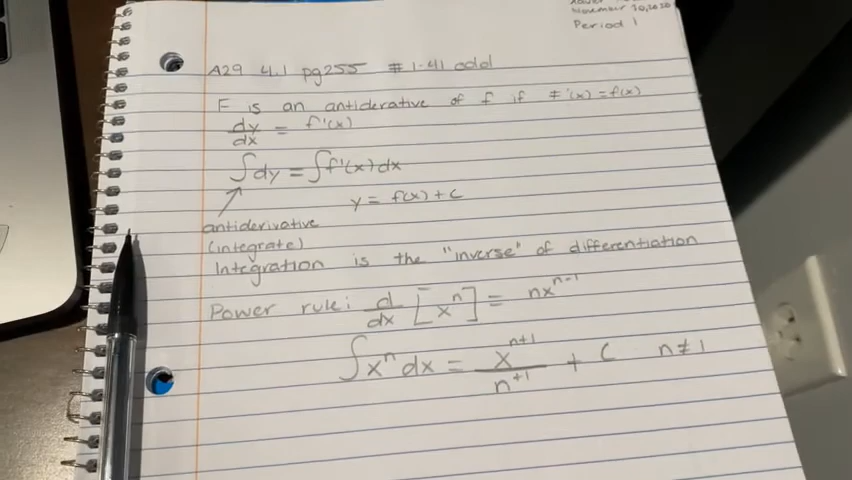 November 30, 2020
Period 1
A29 4.1 pg255 #1-41 odd
F is an antiderative of f if F'(x) = f(x)
dy/dx = f'(x)
∫dy = ∫f'(x)dx
y = f(x) + C
antiderivative
(integrate)
Integration is the "inverse" of differentiation
Power rule: d/dx [x^n] = nx^(n-1)
∫x^n dx = x^(n+1)/(n+1) + C n≠1